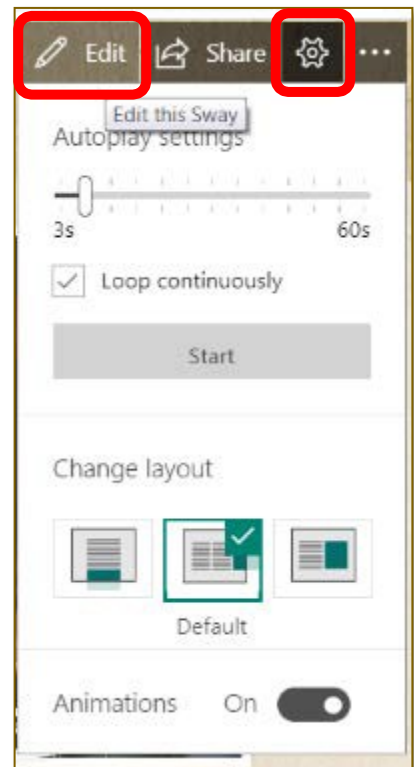 Edit Share ...
Edit this Sway
Autoplay settings
3s 60s
Loop continuously
Start
Change layout
Default
Animations On